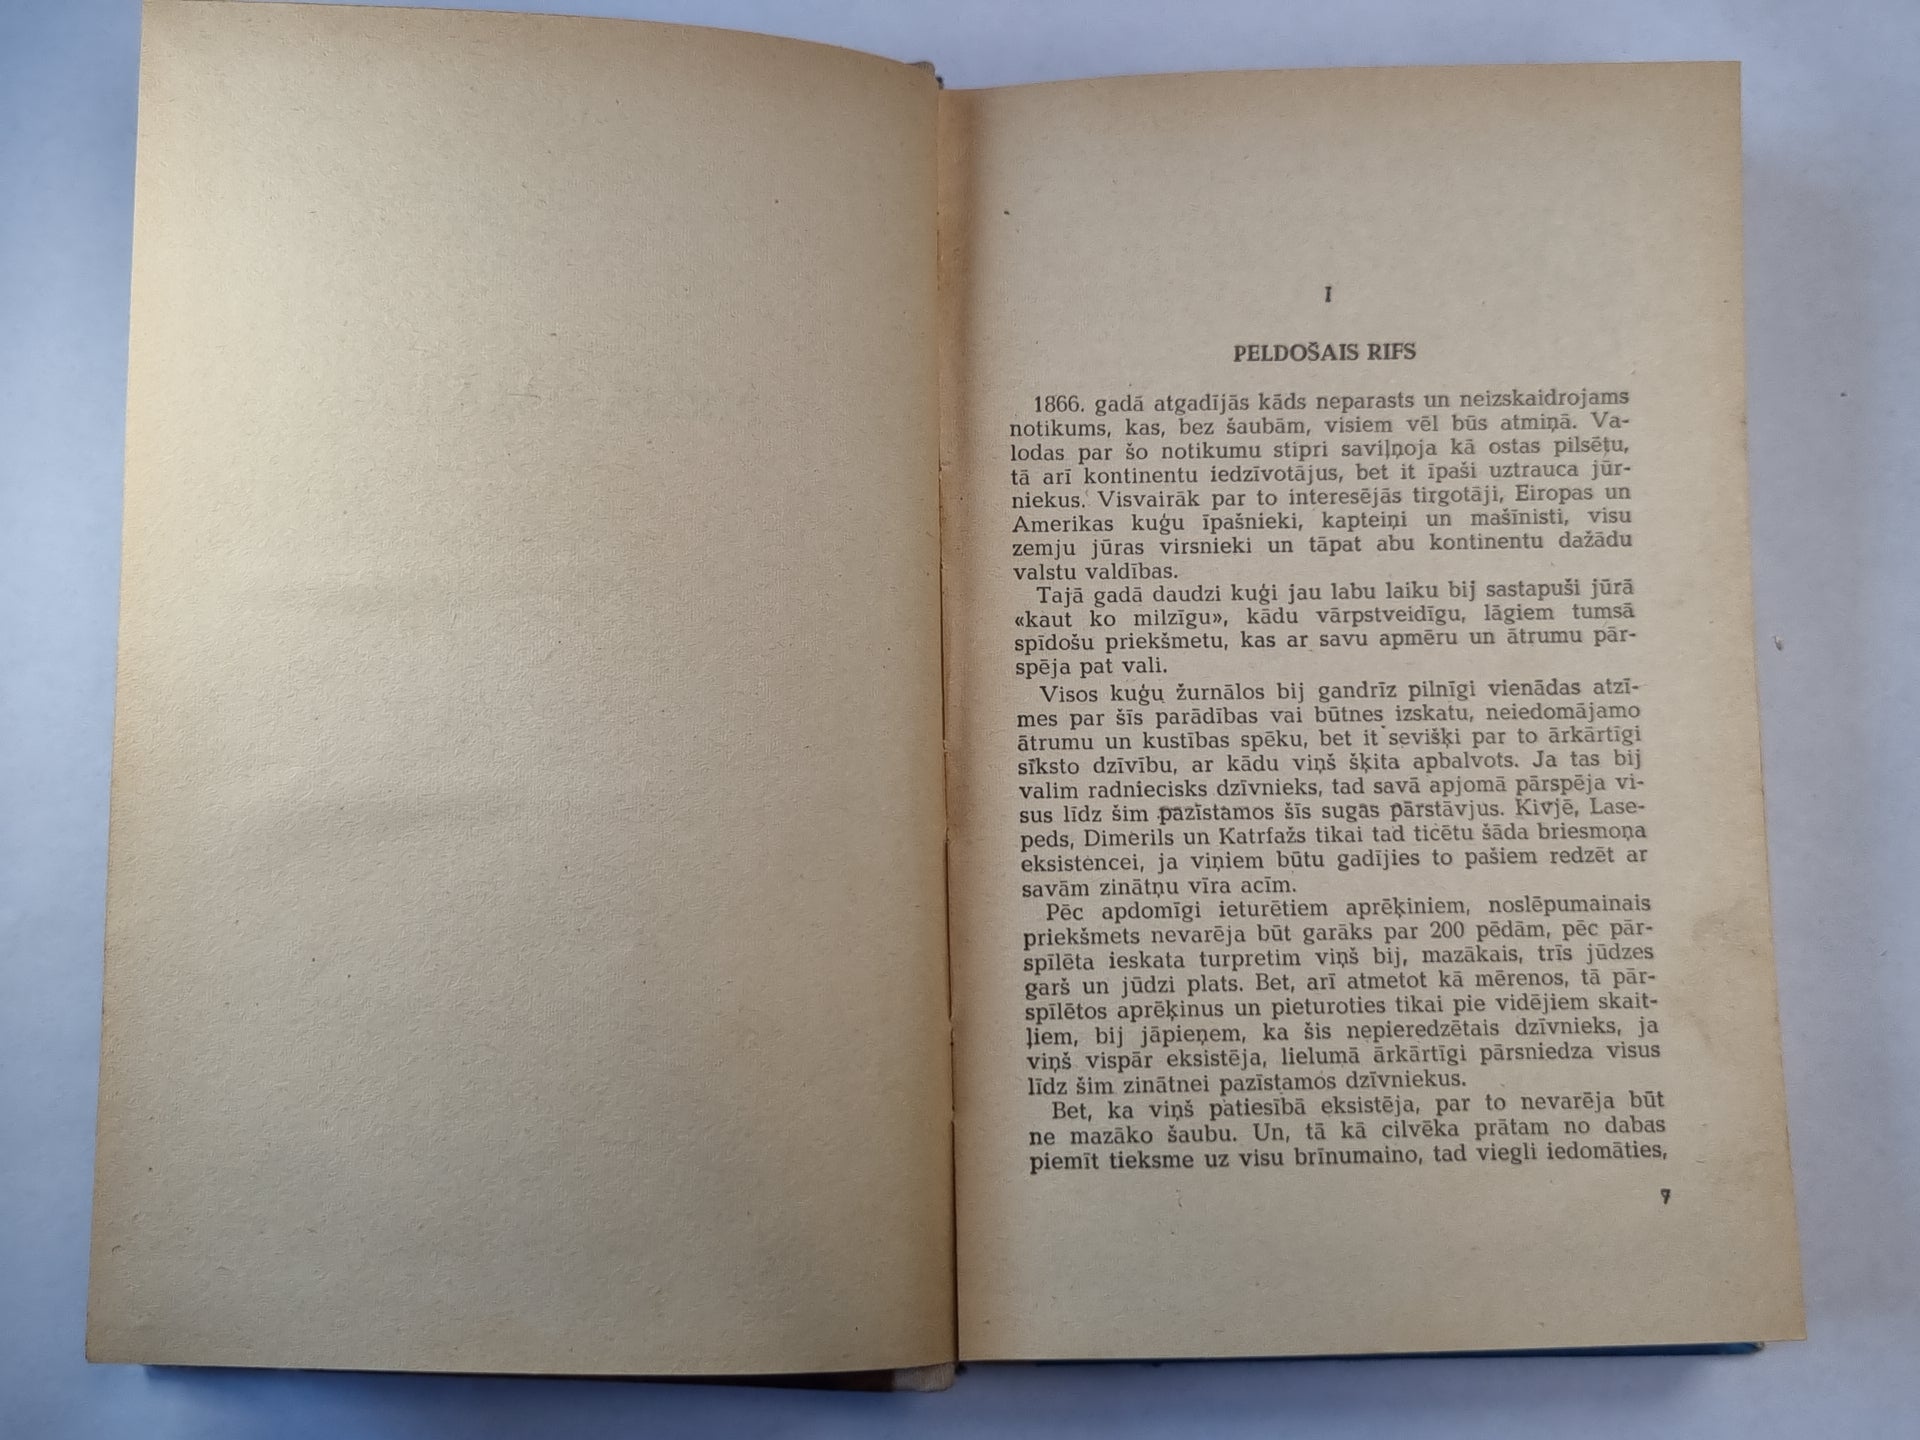 I
PELDOŠAIS RIFS
1866. gadā atgadījās kāds neparasts un neizskaidrojams
notikums, kas, bez šaubām, visiem vēl būs atmiņā. Va-
lodas par šo notikumu stipri saviļņoja kā ostas pilsētu,
tā arī kontinentu iedzīvotājus, bet it īpaši uztrauca jūr-
niekus. Visvairāk par to interesējās tirgotāji, Eiropas un
Amerikas kuģu īpašnieki, kapteiņi un mašīnisti, visu
zemju jūras virsnieki un tāpat abu kontinentu dažādu
valstu valdības.
Tajā gadā daudzi kuģi jau labu laiku bij sastapuši jūrā
«kaut ko milzīgu», kādu vārpstveidīgu, lāgiem tumsā
spīdošu priekšmetu, kas ar savu apmēru un ātrumu pār-
spēja pat vali.
Visos kuģu žurnālos bij gandrīz pilnīgi vienādas atzī-
mes par šīs parādības vai būtnes izskatu, neiedomājamo
ātrumu un kustības spēku, bet it sevišķi par to ārkārtīgi
sīksto dzīvību, ar kādu viņš šķita apbalvots. Ja tas bij
valim radniecisks dzīvnieks, tad savā apjomā pārspēja vi-
sus līdz šim pazīstamos šīs sugas pārstāvjus. Kivjē, Lase-
peds, Dimerils un Katrfažs tikai tad ticētu šāda briesmoņa
eksistencei, ja viņiem būtu gadījies to pašiem redzēt ar
savām zinātņu vīra acīm.
Pēc apdomīgi ieturētiem aprēķiniem, noslēpumainais
priekšmets nevarēja būt garāks par 200 pēdām, pēc pār-
spīlēta ieskata turpretim viņš bij, mazākais, trīs jūdzes
garš un jūdzi plats. Bet, arī atmetot kā mērenos, tā pār-
spīlētos aprēķinus un pieturoties tikai pie vidējiem skait-
ļiem, bij jāpieņem, ka šis nepieredzētais dzīvnieks, ja
viņš vispār eksistēja, lielumā ārkārtīgi pārsniedza visus
līdz šim zinātnei pazīstamos dzīvniekus.
Bet, ka viņš patiesībā eksistēja, par to nevarēja būt
ne mazāko šaubu. Un, tā kā cilvēka prātam no dabas
piemīt tieksme uz visu brīnumaino, tad viegli iedomāties,
7